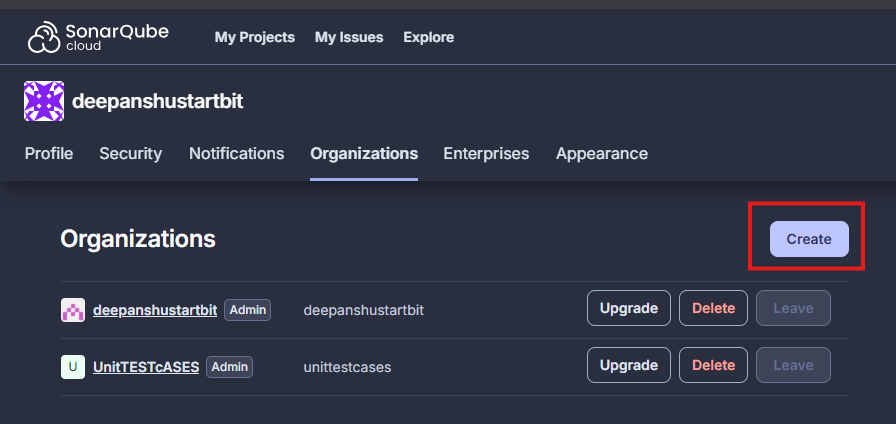 SonarQube
cloud
My Projects My Issues Explore
deepanshustartbit
Profile Security Notifications Organizations Enterprises Appearance
Organizations
Create
deepanshustartbit Admin deepanshustartbit Upgrade Delete Leave
U UnitTESTcASES Admin unittestcases Upgrade Delete Leave